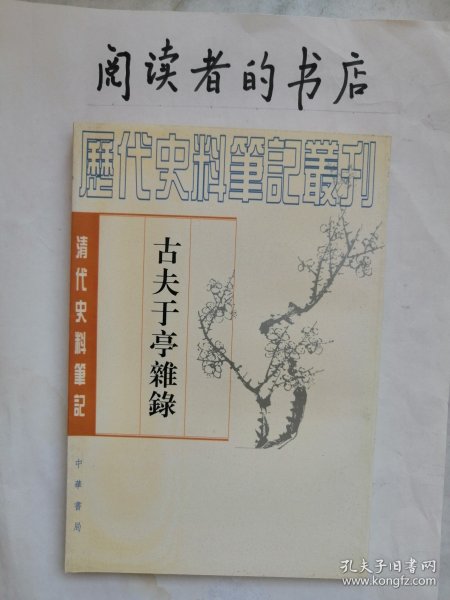 阅读者的书店
歷代史料筆記叢刊
清代史料筆記
古夫于亭雜錄
中華書局
孔夫子旧书网
www.kongfz.com